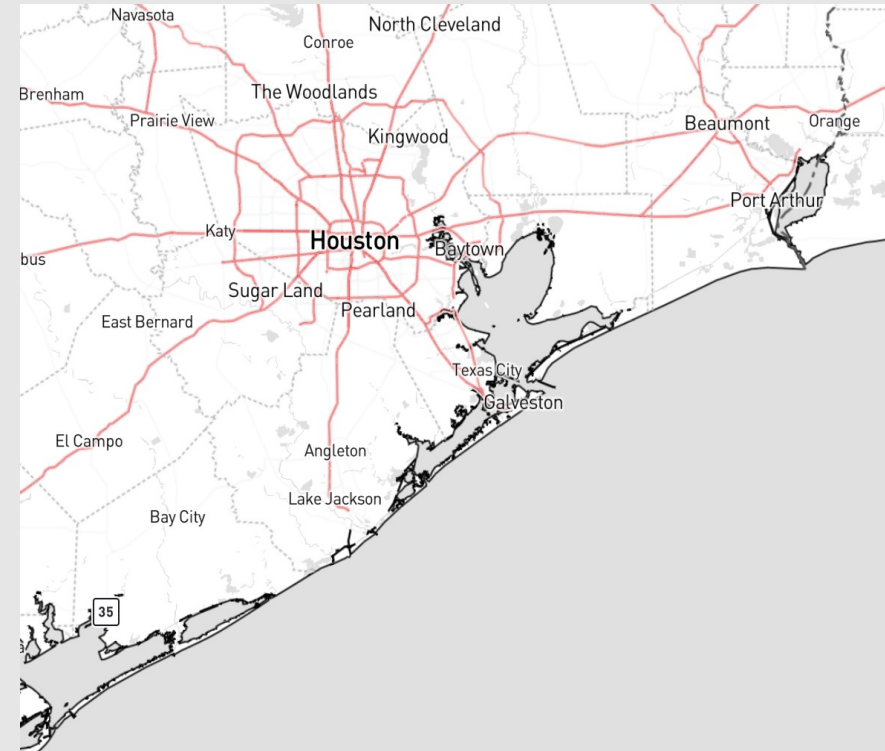 Navasota
North Cleveland
Conroe
The Woodlands
Brenham
Prairie View
Kingwood
Beaumont
Orange
Port Arthur
Katy
Houston
Baytown
bus
Sugar Land
Pearland
East Bernard
Texas City
Galveston
El Campo
Angleton
Lake Jackson
Bay City
35